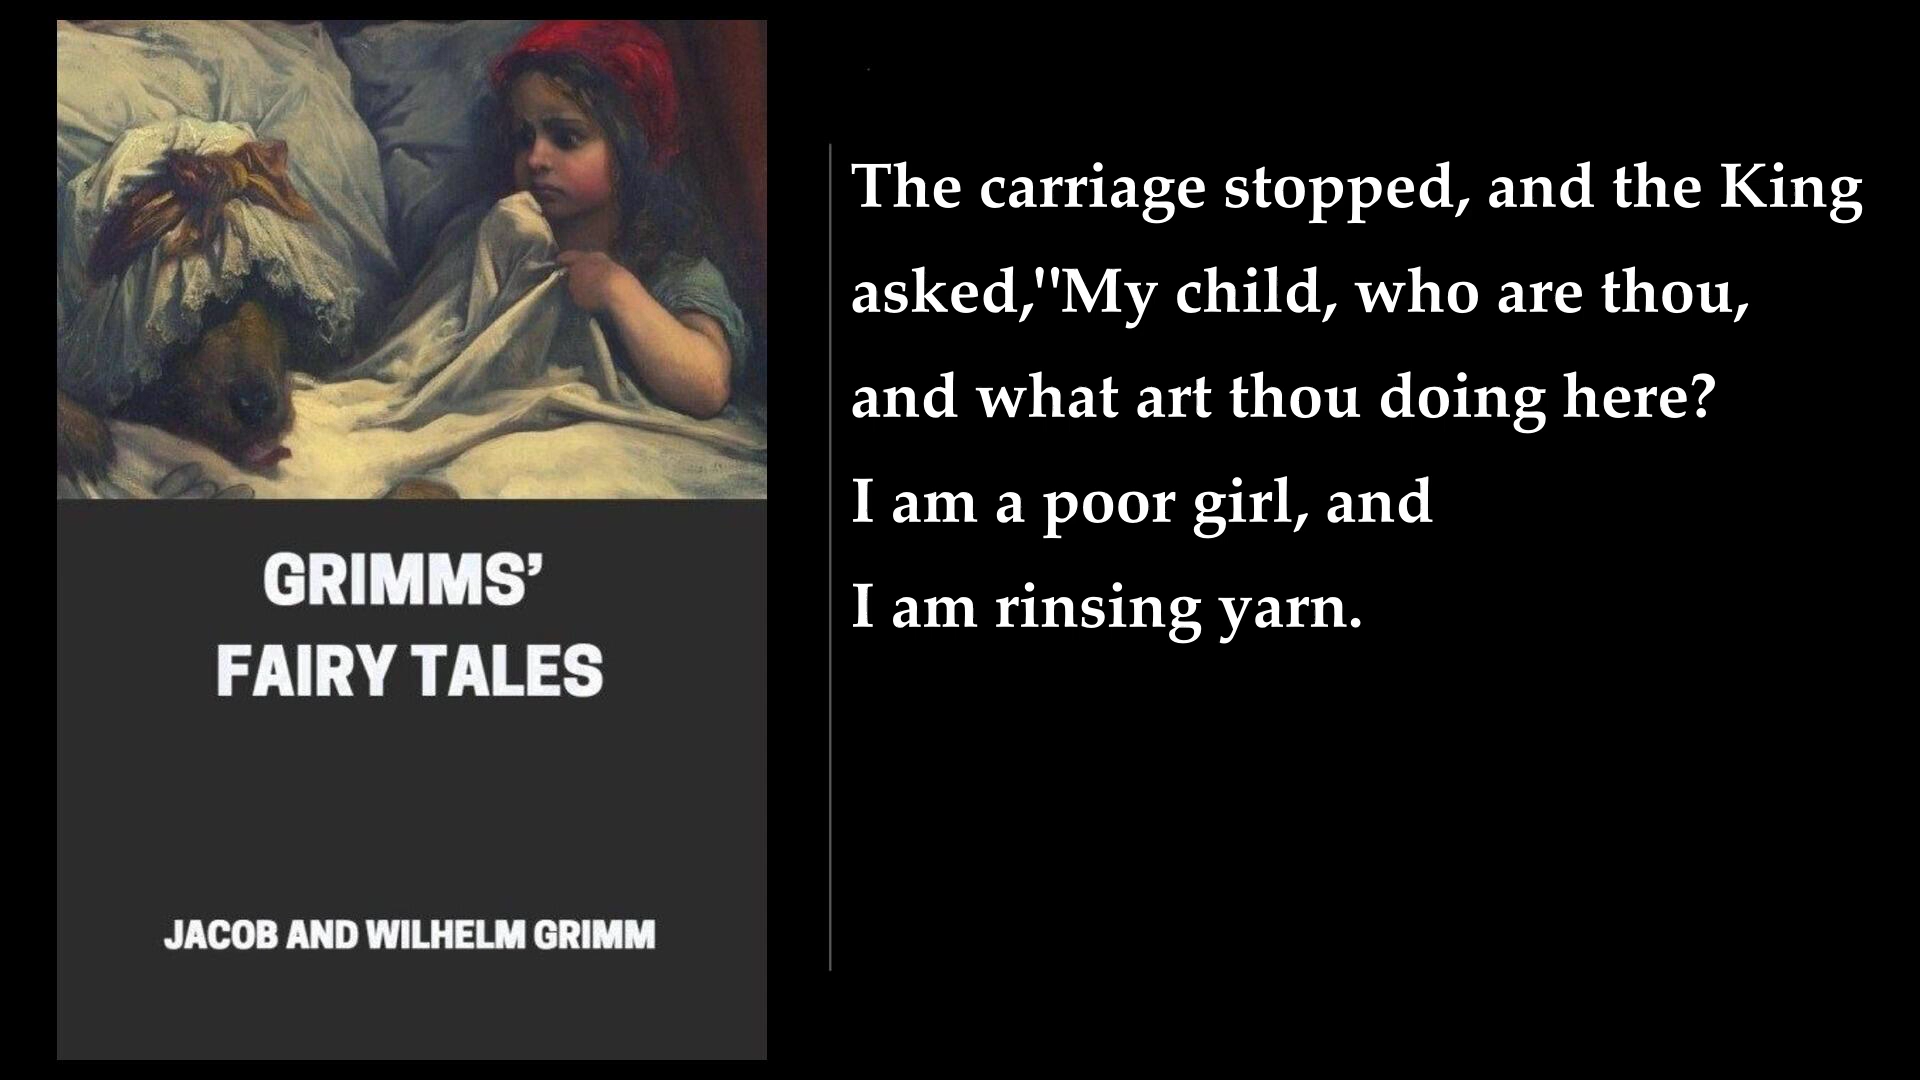 GRIMMS’
FAIRY TALES
JACOB AND WILHELM GRIMM
The carriage stopped, and the King
asked,"My child, who are thou,
and what art thou doing here?
I am a poor girl, and
I am rinsing yarn.